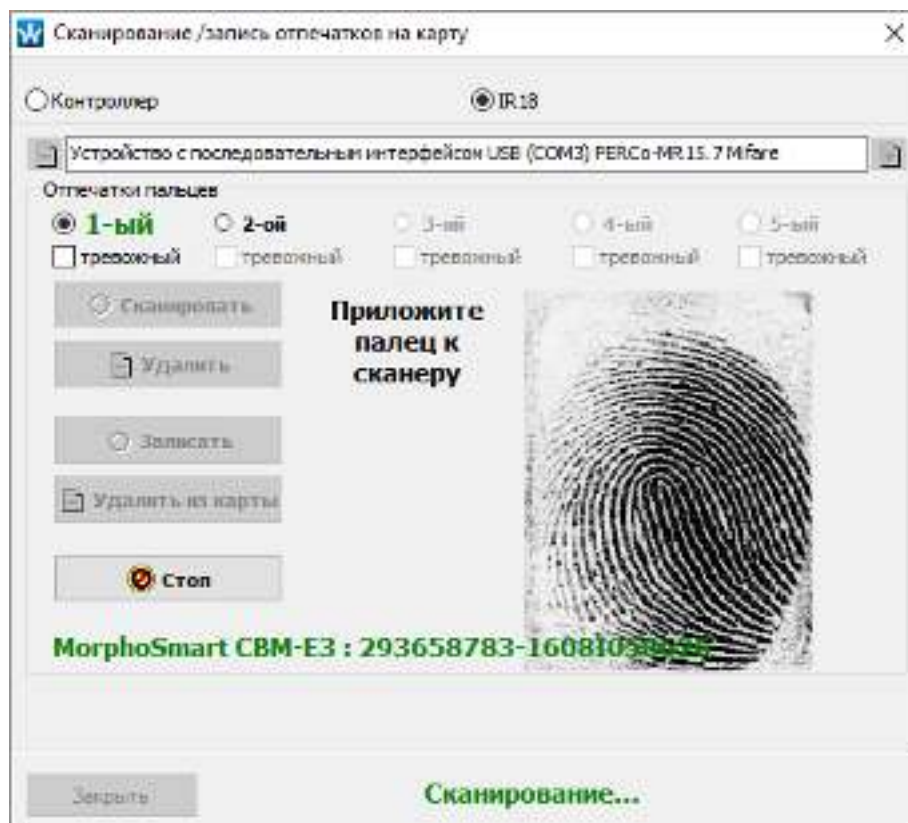 Сканирование /запись отпечатков на карту
Контроллер IR18
Устройство с последовательным интерфейсом USB (COM3) PERCo-MR15.7 Mifare
Отпечатки пальцев
1-ый 2-ой 3-ий 4-ый 5-ый
тревожный тревожный тревожный тревожный тревожный
Сканировать
Приложите
палец к
сканеру
Удалить
Записать
Удалить из карты
Стоп
MorphoSmart CBM-E3 :
Закрыть
Сканирование...